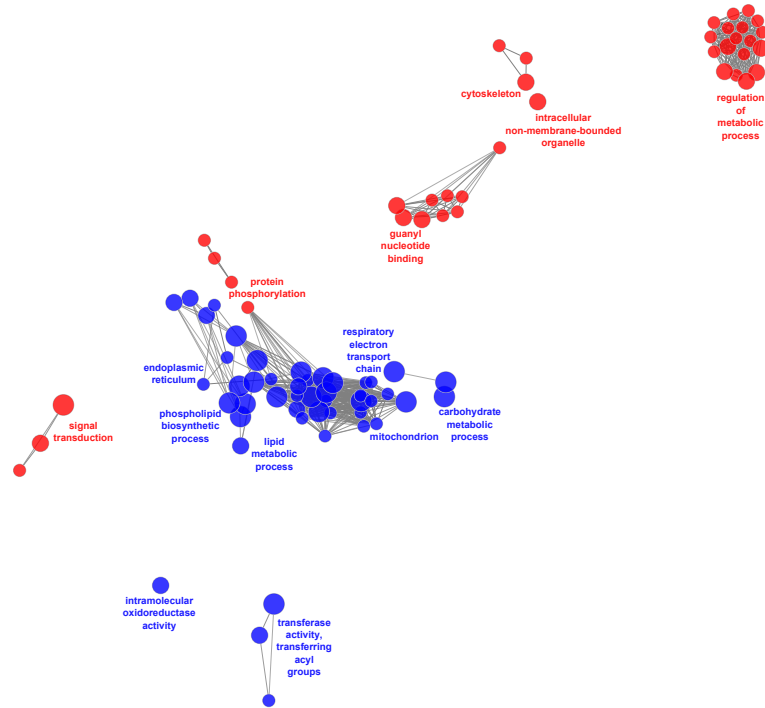 cytoskeleton
regulation
of
metabolic
process
intracellular
non-membrane-bounded
organelle
guanyl
nucleotide
binding
protein
phosphorylation
respiratory
electron
transport
chain
endoplasmic
reticulum
phospholipid
biosynthetic
process
lipid
metabolic
process
mitochondrion
carbohydrate
metabolic
process
signal
transduction
intramolecular
oxidoreductase
activity
transferase
activity,
transferring
acyl
groups